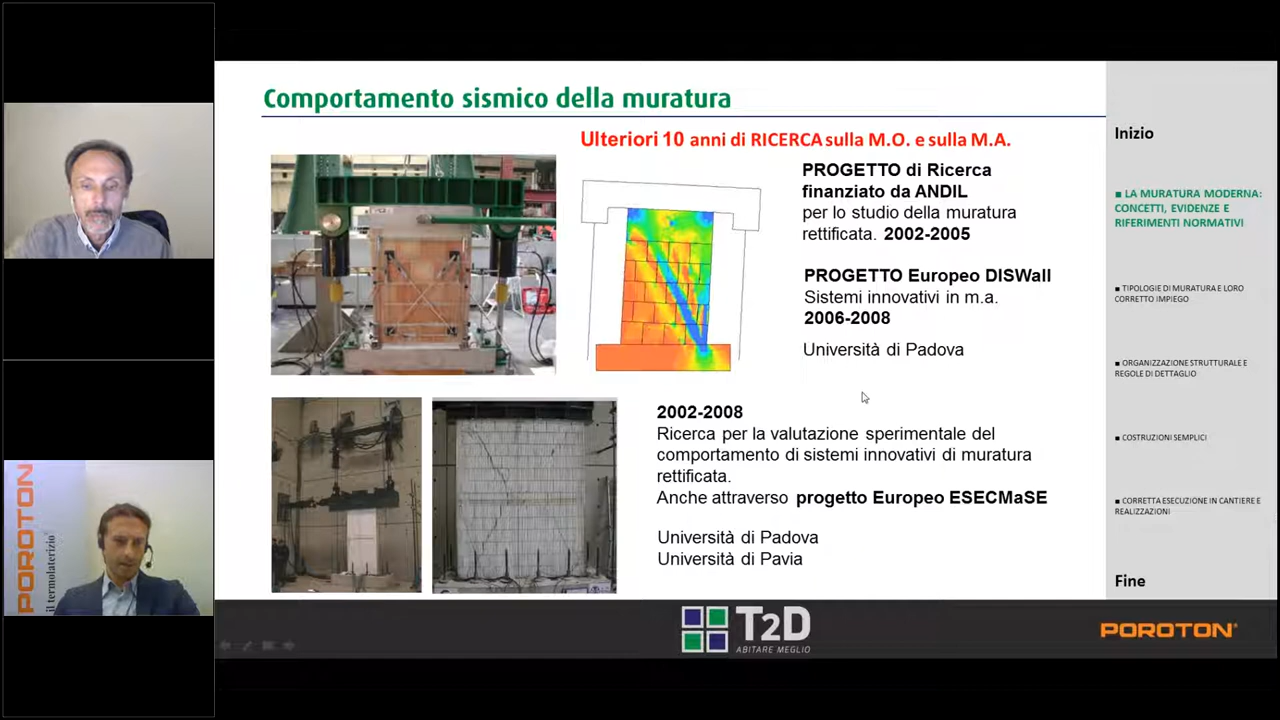 Comportamento sismico della muratura
Ulteriori 10 anni di RICERCA sulla M.O. e sulla M.A.
PROGETTO di Ricerca
finanziato da ANDIL
per lo studio della muratura
rettificata. 2002-2005
PROGETTO Europeo DISWall
Sistemi innovativi in m.a.
2006-2008
Università di Padova
2002-2008
Ricerca per la valutazione sperimentale del
comportamento di sistemi innovativi di muratura
rettificata.
Anche attraverso progetto Europeo ESECMaSE
Università di Padova
Università di Pavia
Inizio
■ LA MURATURA MODERNA:
CONCETTI, EVIDENZE E
RIFERIMENTI NORMATIVI
■ TIPOLOGIE DI MURATURA E LORO
CORRETTO IMPIEGO
■ ORGANIZZAZIONE STRUTTURALE E
REGOLE DI DETTAGLIO
■ COSTRUZIONI SEMPLICI
■ CORRETTA ESECUZIONE IN CANTIERE E
REALIZZAZIONI
Fine
T2D
ABITARE MEGLIO
POROTON®
POROTON
il termolaterizio